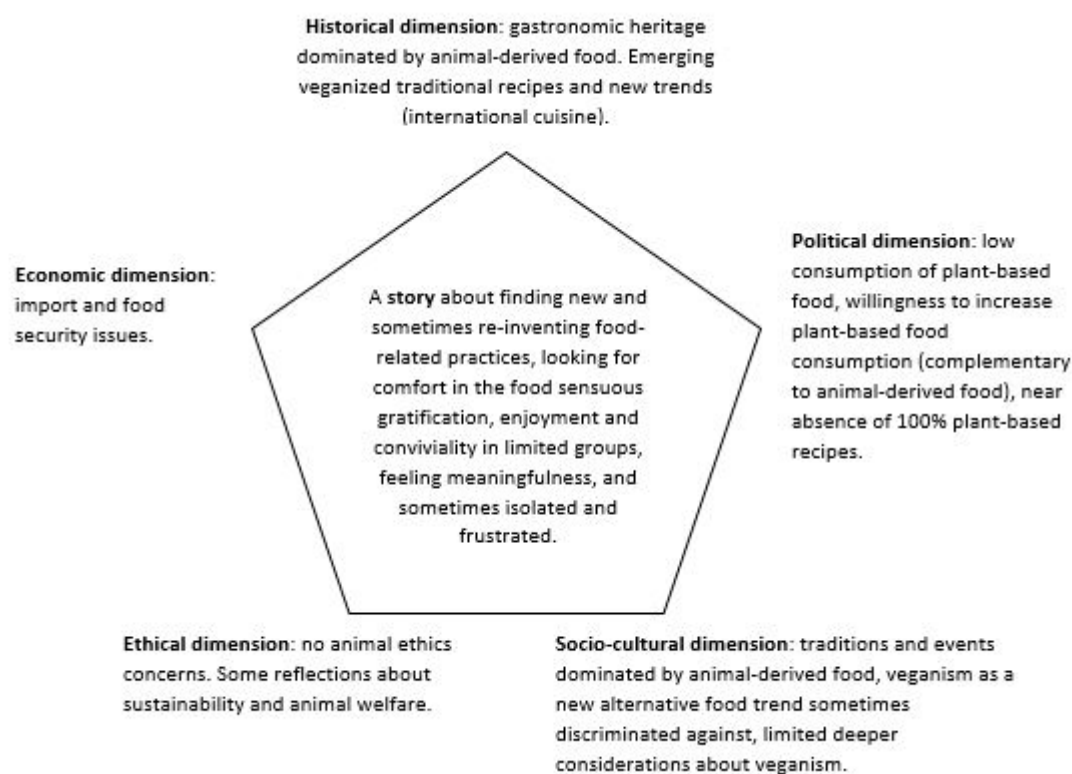 Historical dimension: gastronomic heritage
dominated by animal-derived food. Emerging
veganized traditional recipes and new trends
(international cuisine).
Economic dimension:
import and food
security issues.
A story about finding new and
sometimes re-inventing food-
related practices, looking for
comfort in the food sensuous
gratification, enjoyment and
conviviality in limited groups,
feeling meaningfulness, and
sometimes isolated and
frustrated.
Political dimension: low
consumption of plant-based
food, willingness to increase
plant-based food
consumption (complementary
to animal-derived food), near
absence of 100% plant-based
recipes.
Ethical dimension: no animal ethics
concerns. Some reflections about
sustainability and animal welfare.
Socio-cultural dimension: traditions and events
dominated by animal-derived food, veganism as a
new alternative food trend sometimes
discriminated against, limited deeper
considerations about veganism.